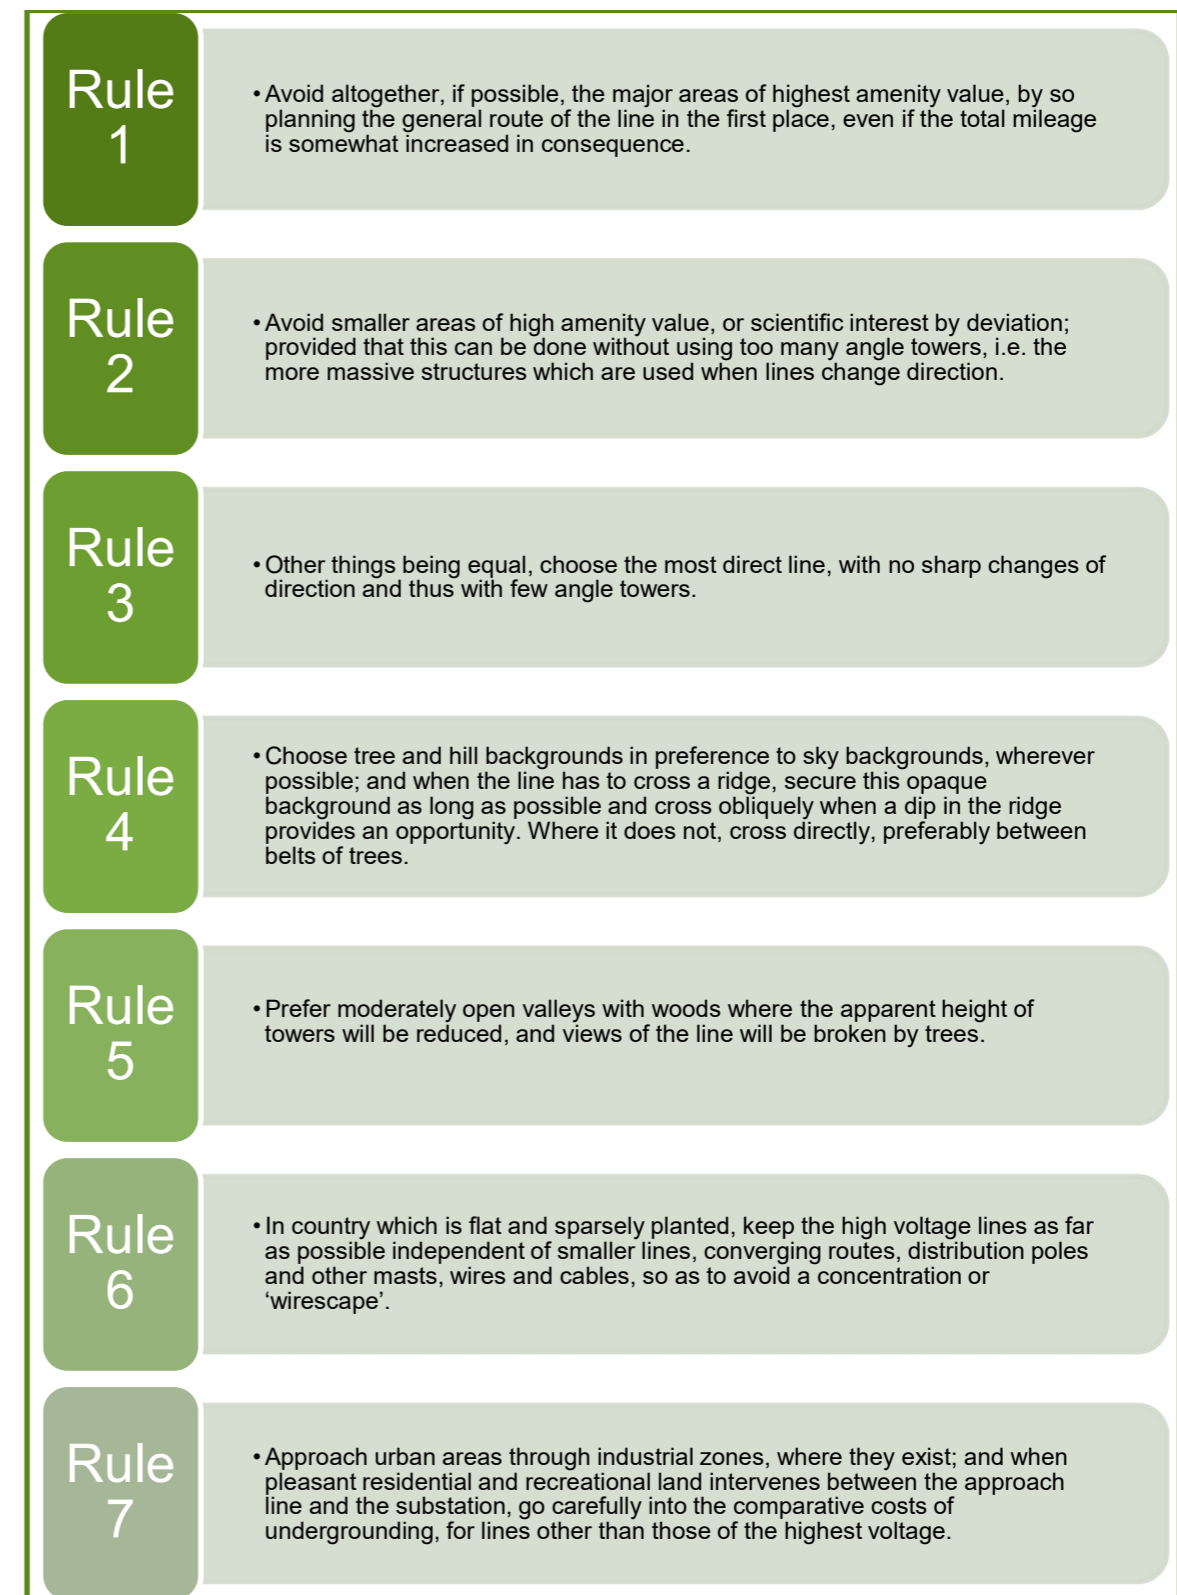 Rule
1
• Avoid altogether, if possible, the major areas of highest amenity value, by so
planning the general route of the line in the first place, even if the total mileage
is somewhat increased in consequence.
Rule
2
• Avoid smaller areas of high amenity value, or scientific interest by deviation;
provided that this can be done without using too many angle towers, i.e. the
more massive structures which are used when lines change direction.
Rule
3
• Other things being equal, choose the most direct line, with no sharp changes of
direction and thus with few angle towers.
Rule
4
• Choose tree and hill backgrounds in preference to sky backgrounds, wherever
possible; and when the line has to cross a ridge, secure this opaque
background as long as possible and cross obliquely when a dip in the ridge
provides an opportunity. Where it does not, cross directly, preferably between
belts of trees.
Rule
5
• Prefer moderately open valleys with woods where the apparent height of
towers will be reduced, and views of the line will be broken by trees.
Rule
6
• In country which is flat and sparsely planted, keep the high voltage lines as far
as possible independent of smaller lines, converging routes, distribution poles
and other masts, wires and cables, so as to avoid a concentration or
‘wirescape’.
Rule
7
• Approach urban areas through industrial zones, where they exist; and when
pleasant residential and recreational land intervenes between the approach
line and the substation, go carefully into the comparative costs of
undergrounding, for lines other than those of the highest voltage.